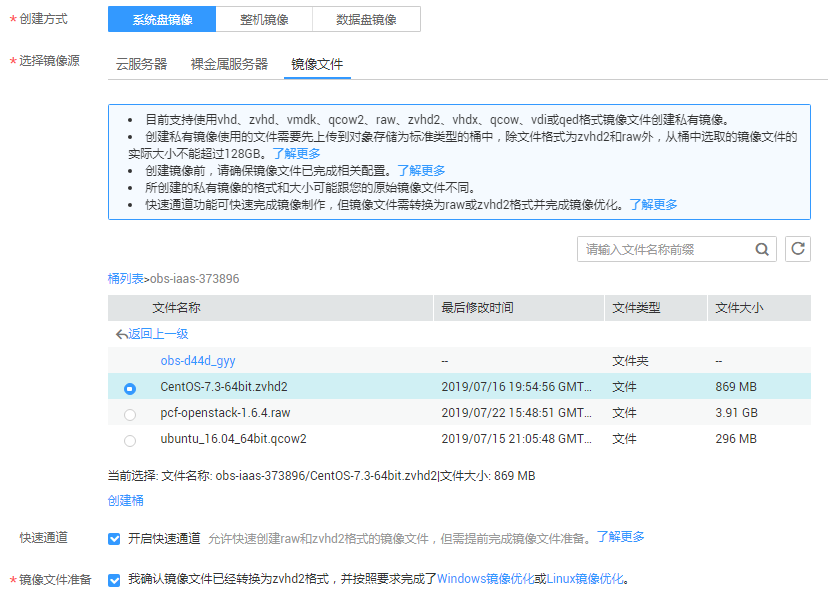 * 创建方式 系统盘镜像 整机镜像 数据盘镜像
* 选择镜像源 云服务器 裸金属服务器 镜像文件
• 目前支持使用vhd、zvhd、vmdk、qcow2、raw、zvhd2、vhdx、qcow、vdi或qed格式镜像文件创建私有镜像。
• 创建私有镜像使用的文件需要先上传到对象存储为标准类型的桶中，除文件格式为zvhd2和raw外，从桶中选取的镜像文件的
实际大小不能超过128GB。了解更多
• 创建镜像前，请确保镜像文件已完成相关配置。了解更多
• 所创建的私有镜像的格式和大小可能跟您的原始镜像文件不同。
• 快速通道功能可快速完成镜像制作，但镜像文件需转换为raw或zvhd2格式并完成镜像优化。了解更多
请输入文件名称前缀
桶列表>obs-iaas-373896
文件名称 最后修改时间 文件类型 文件大小
返回上一级
obs-d44d_gyy -- 文件夹 --
CentOS-7.3-64bit.zvhd2 2019/07/16 19:54:56 GMT... 文件 869 MB
pcf-openstack-1.6.4.raw 2019/07/22 15:48:51 GMT... 文件 3.91 GB
ubuntu_16.04_64bit.qcow2 2019/07/15 21:05:48 GMT... 文件 296 MB
当前选择: 文件名称: obs-iaas-373896/CentOS-7.3-64bit.zvhd2|文件大小: 869 MB
创建桶
快速通道 开启快速通道 允许快速创建raw和zvhd2格式的镜像文件，但需提前完成镜像文件准备。了解更多
* 镜像文件准备 我确认镜像文件已经转换为zvhd2格式，并按照要求完成了Windows镜像优化或Linux镜像优化。